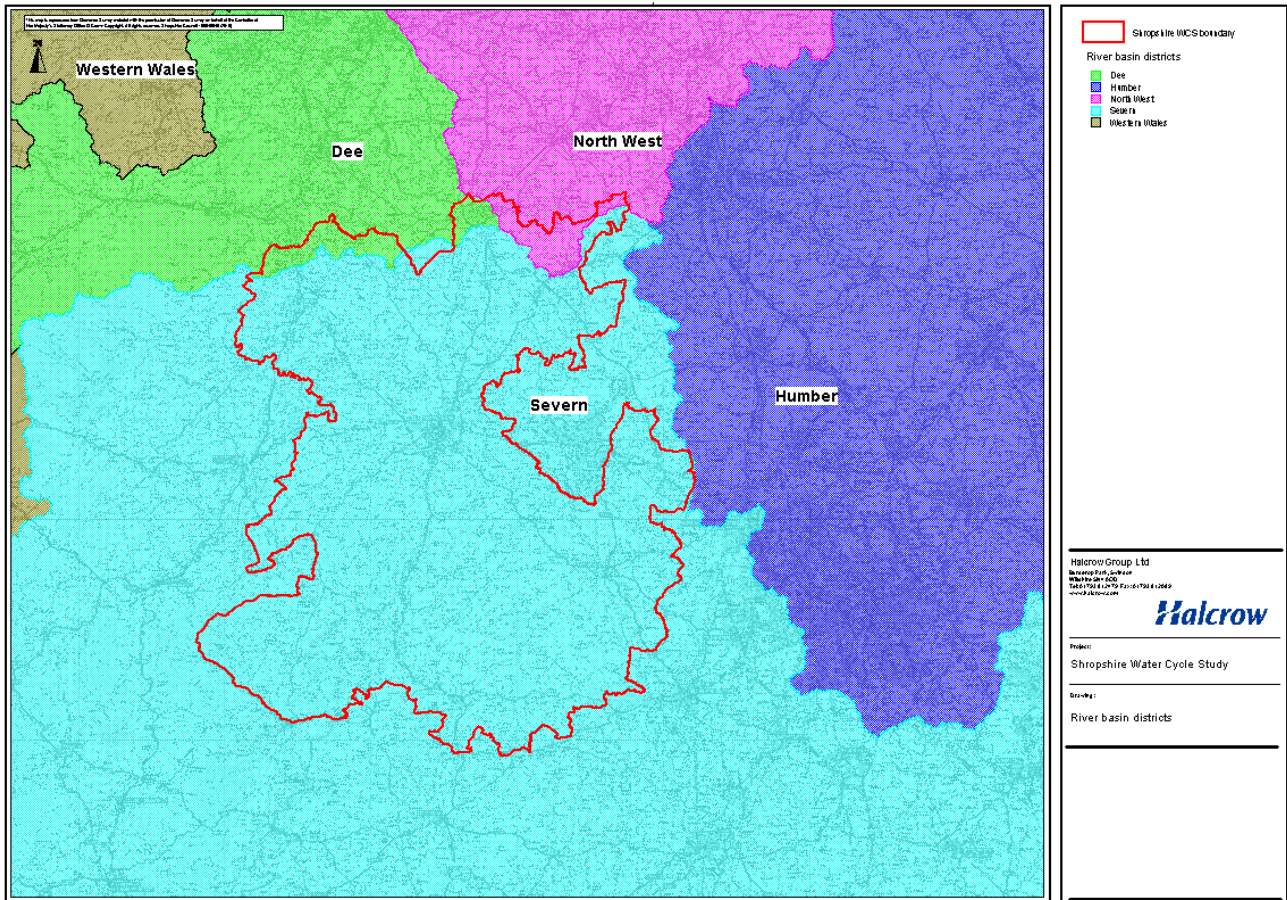 Western Wales
Dee
North West
Severn
Humber
Shropshire WCS boundary
River basin districts
Dee
Humber
North West
Severn
Western Wales
Halcrow Group Ltd
Halcrow
Project:
Shropshire Water Cycle Study
Drawing:
River basin districts